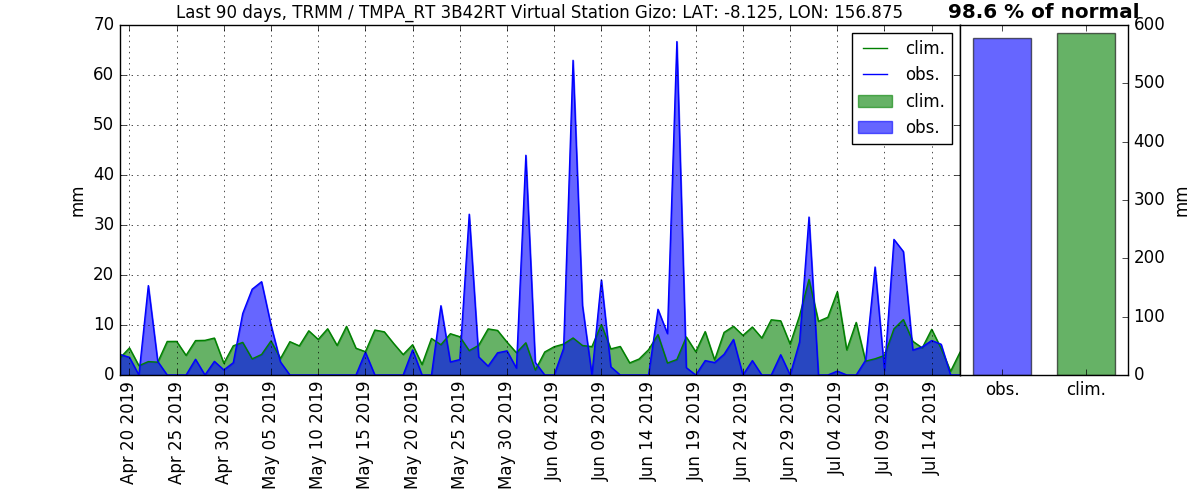 Last 90 days, TRMM / TMPA_RT 3B42RT Virtual Station Gizo: LAT: -8.125, LON: 156.875
98.6 % of normal
70
60
50
40
30
20
10
0
mm
clim.
obs.
clim.
obs.
600
500
400
300
200
100
0
mm
Apr 20 2019
Apr 25 2019
Apr 30 2019
May 05 2019
May 10 2019
May 15 2019
May 20 2019
May 25 2019
May 30 2019
Jun 04 2019
Jun 09 2019
Jun 14 2019
Jun 19 2019
Jun 24 2019
Jun 29 2019
Jul 04 2019
Jul 09 2019
Jul 14 2019
obs.
clim.